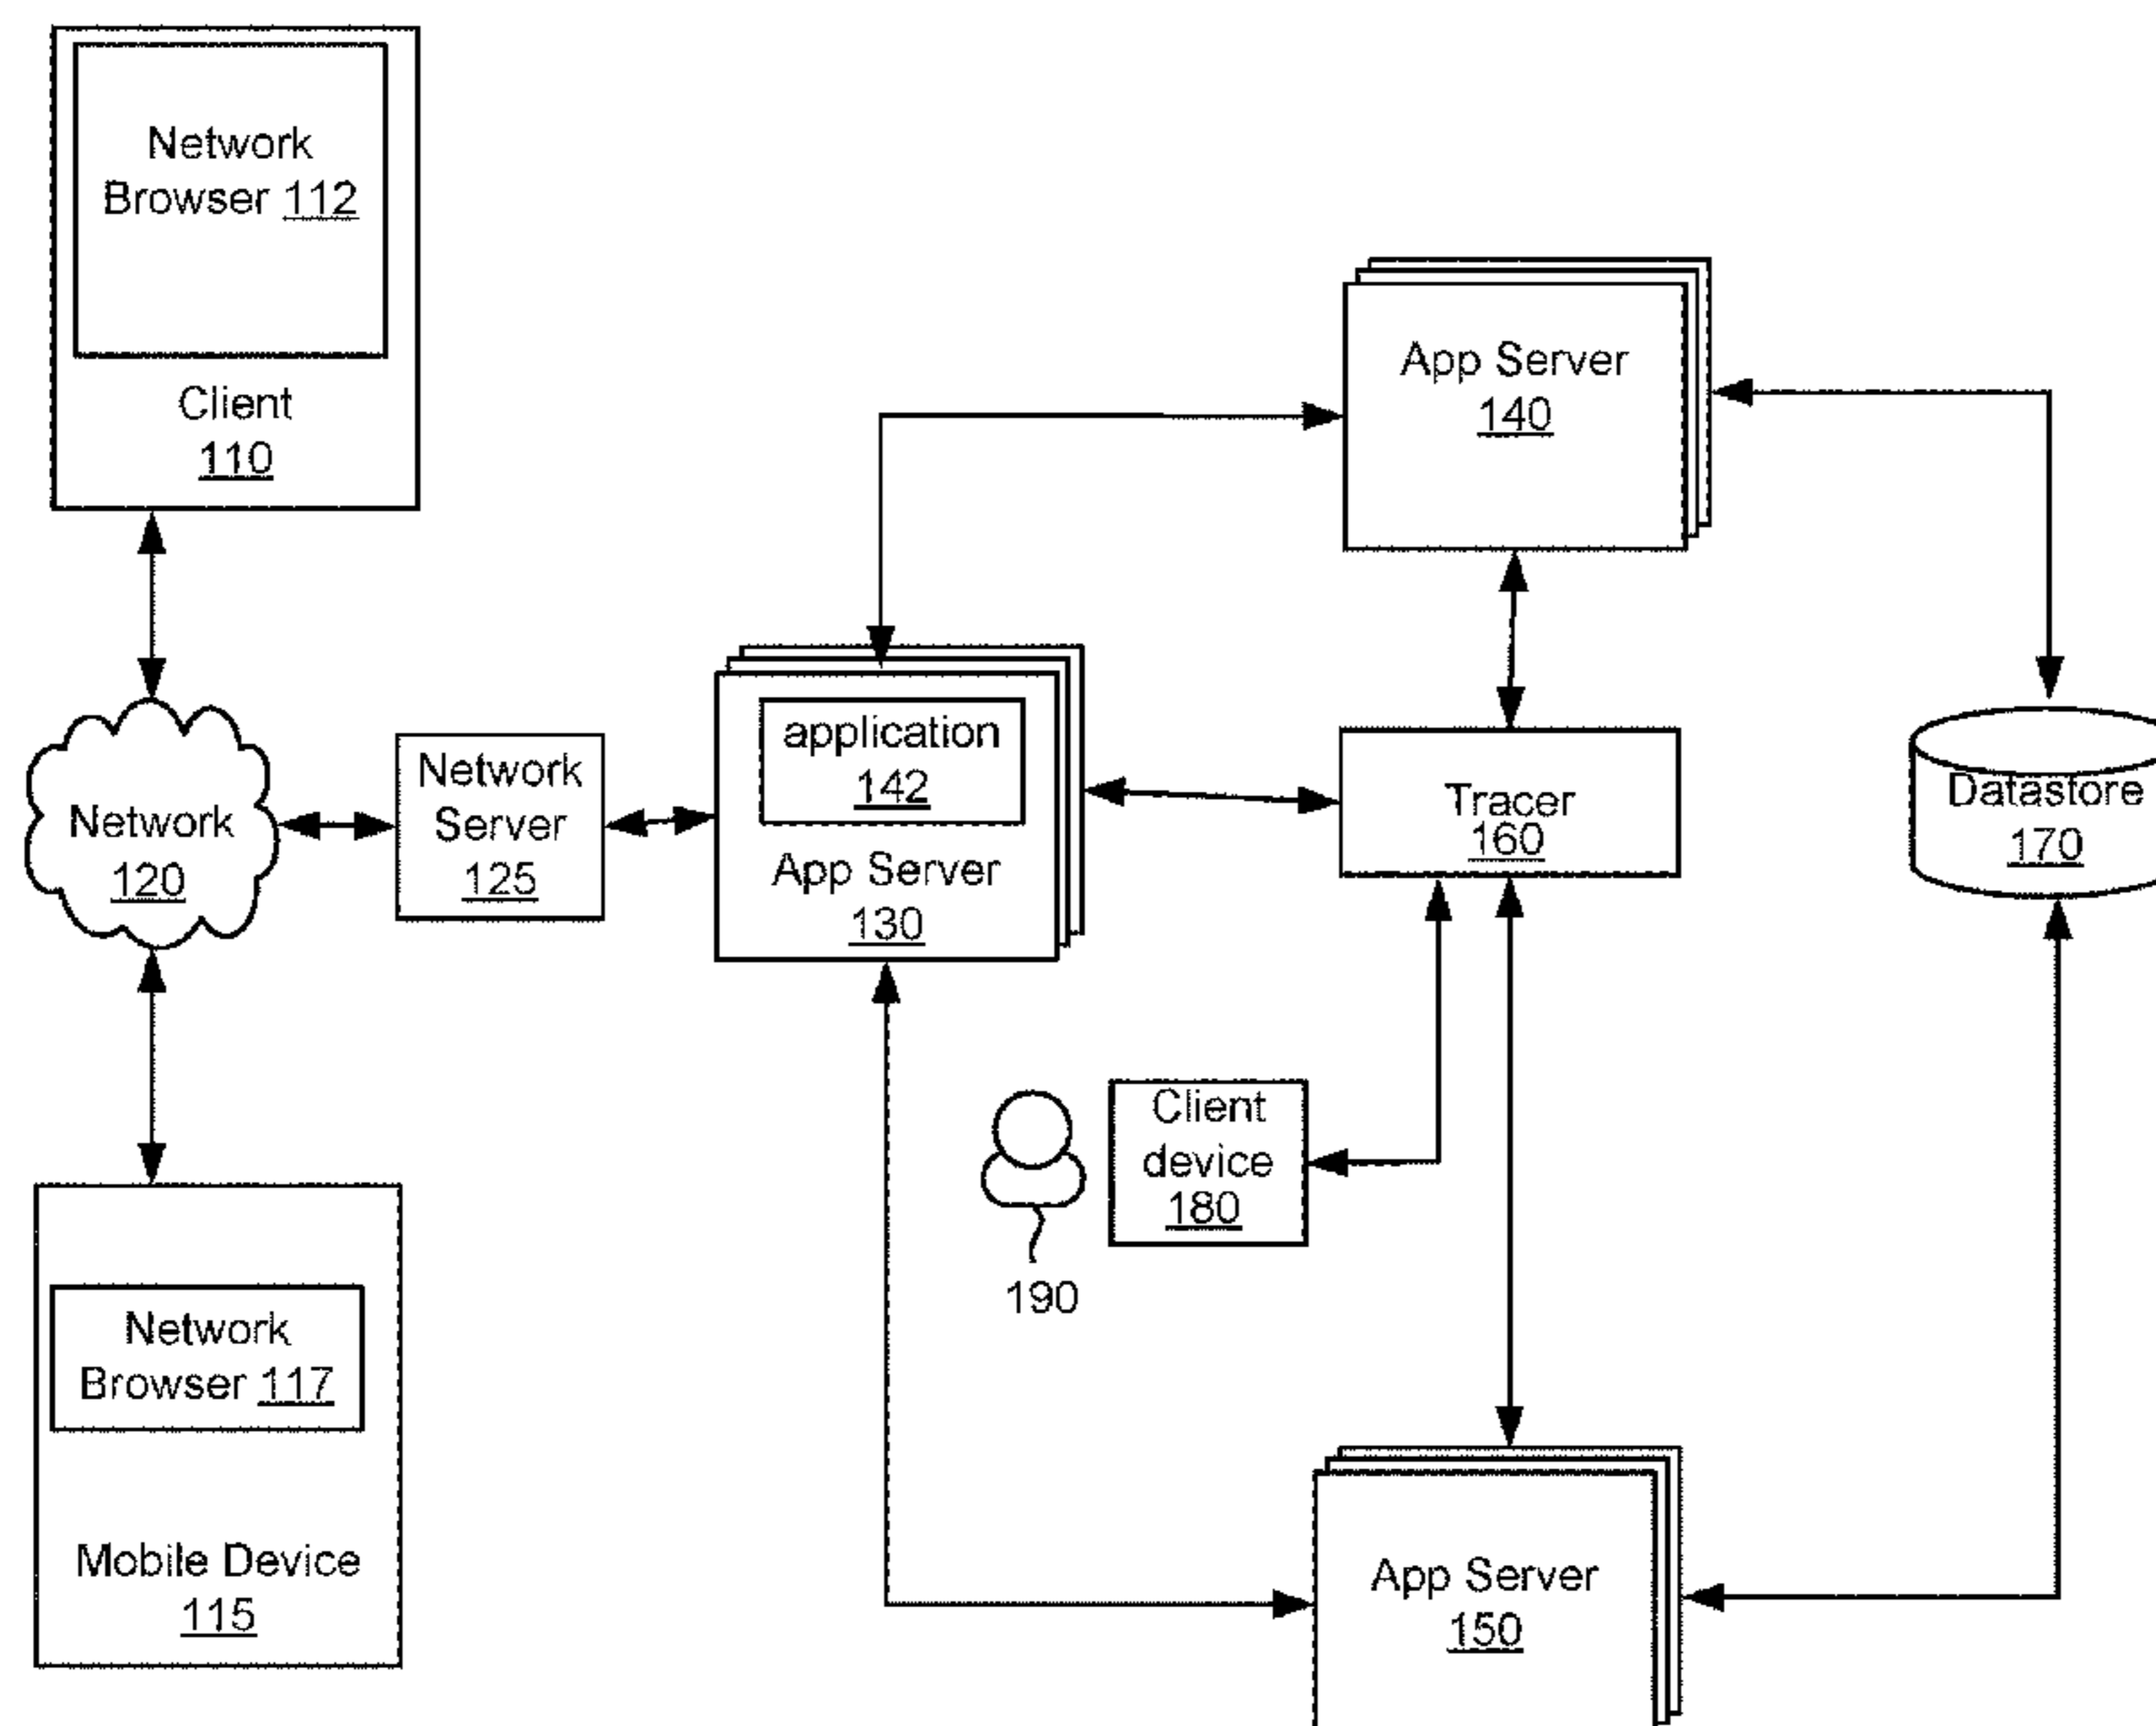 Network
Browser 112
Client
110
App Server
140
application
142
App Server
130
Network
Server
125
Network
120
Tracer
160
Datastore
170
Client
device
180
190
Network
Browser 117
Mobile Device
115
App Server
150